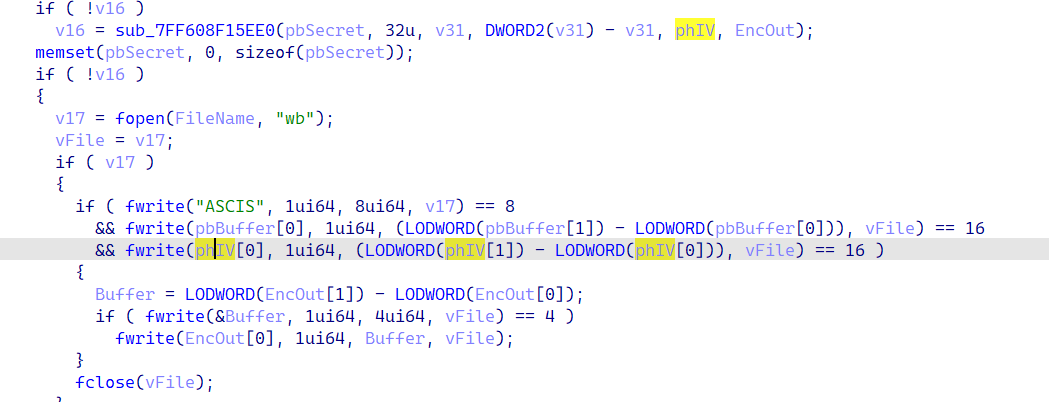 if ( !v16 )
v16 = sub_7FF608F15EE0(pbSecret, 32u, v31, DWORD2(v31) - v31, phIV, EncOut);
memset(pbSecret, 0, sizeof(pbSecret));
if ( !v16 )
{
v17 = fopen(FileName, "wb");
vFile = v17;
if ( v17 )
{
if ( fwrite("ASCIS", 1ui64, 8ui64, v17) == 8
&& fwrite(pbBuffer[0], 1ui64, (LODWORD(pbBuffer[1]) - LODWORD(pbBuffer[0])), vFile) == 16
&& fwrite(phIV[0], 1ui64, (LODWORD(phIV[1]) - LODWORD(phIV[0])), vFile) == 16 )
{
Buffer = LODWORD(EncOut[1]) - LODWORD(EncOut[0]);
if ( fwrite(&Buffer, 1ui64, 4ui64, vFile) == 4 )
fwrite(EncOut[0], 1ui64, Buffer, vFile);
}
fclose(vFile);